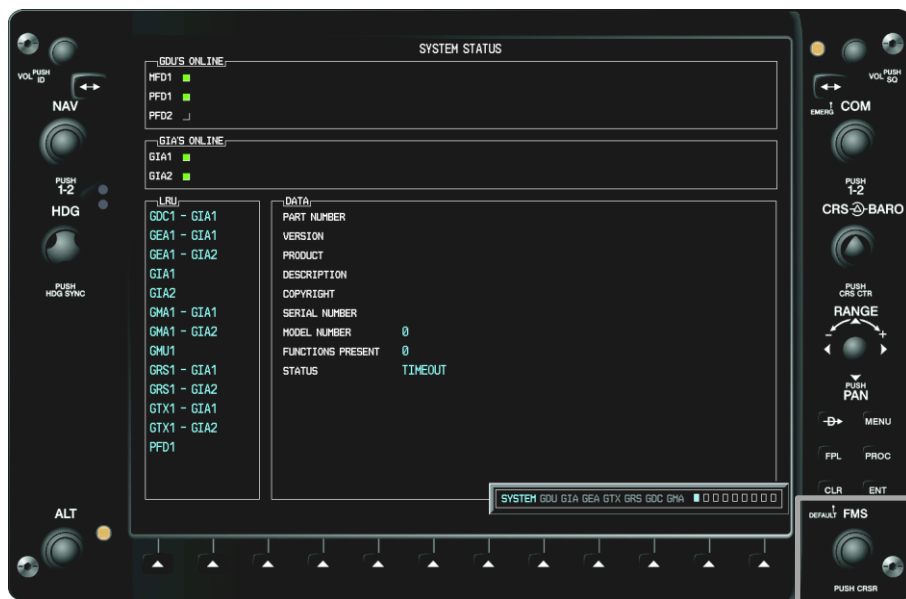 SYSTEM STATUS
GDU'S ONLINE
MFD1
PFD1
PFD2
GIA'S ONLINE
GIA1
GIA2
LRU
GDC1 - GIA1
GEA1 - GIA1
GEA1 - GIA2
GIA1
GIA2
GMA1 - GIA1
GMA1 - GIA2
GMU1
GRS1 - GIA1
GRS1 - GIA2
GTX1 - GIA1
GTX1 - GIA2
PFD1
DATA
PART NUMBER
VERSION
PRODUCT
DESCRIPTION
COPYRIGHT
SERIAL NUMBER
MODEL NUMBER 0
FUNCTIONS PRESENT 0
STATUS TIMEOUT
SYSTEM GDU GIA GEA GTX GRS GDC GMA
VOL PUSH ID
NAV
PUSH
1-2
HDG
PUSH
HDG SYNC
ALT
VOL PUSH SQ
EMERG COM
PUSH
1-2
CRS BARO
PUSH
CRS CTR
RANGE
- +
PUSH
PAN
D MENU
FPL PROC
CLR ENT
DEFAULT FMS
PUSH CRSR